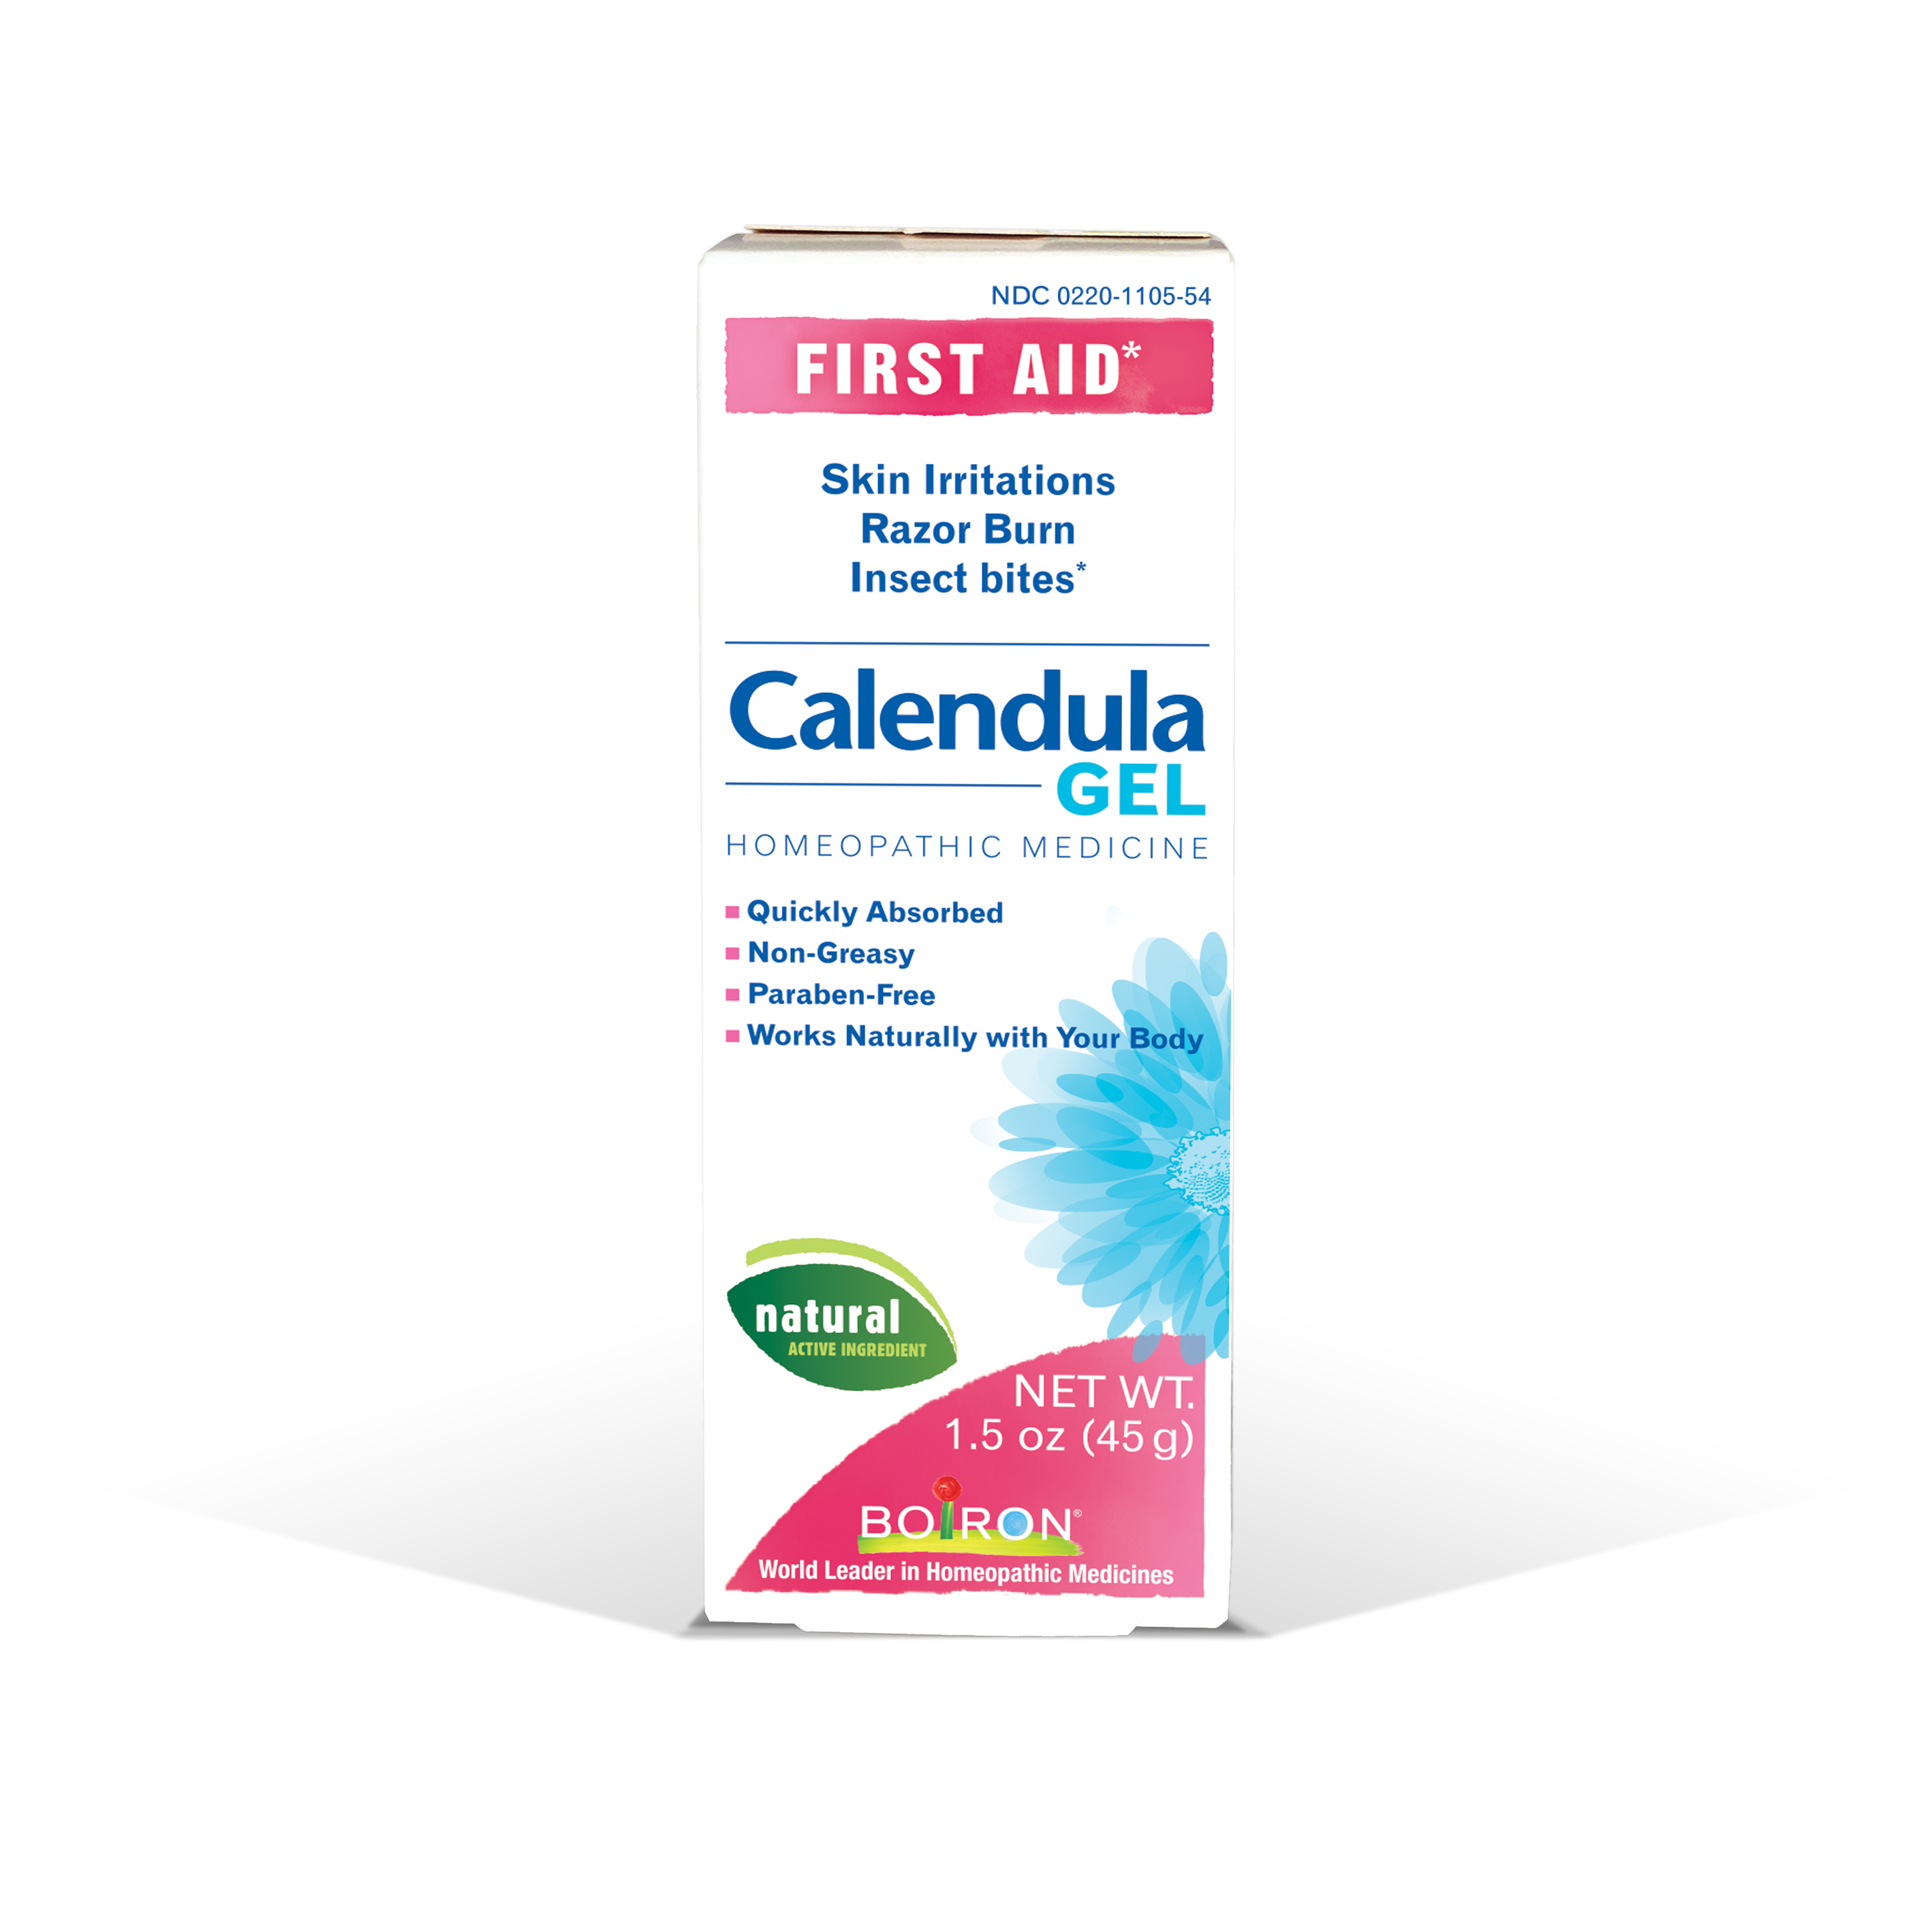 NDC 0220-1105-54
FIRST AID*
Skin Irritations
Razor Burn
Insect bites*
Calendula
GEL
HOMEOPATHIC MEDICINE
Quickly Absorbed
Non-Greasy
Paraben-Free
Works Naturally with Your Body
natural
ACTIVE INGREDIENT
NET WT.
1.5 oz (45 g)
BOIRON®
World Leader in Homeopathic Medicines